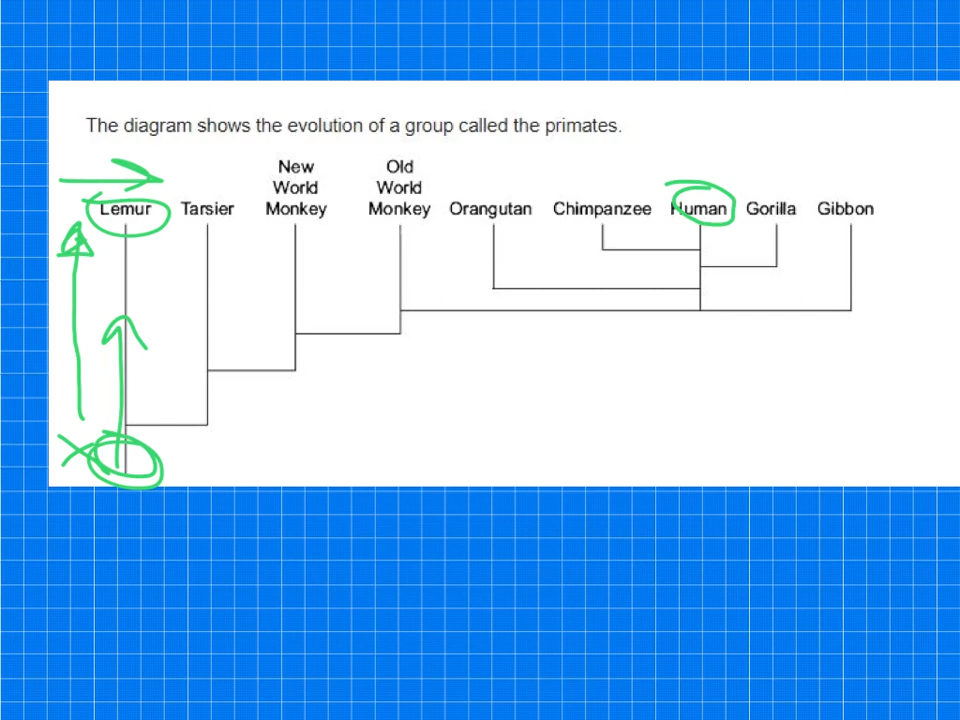 The diagram shows the evolution of a group called the primates.
New World Monkey
Old World Monkey
Lemur Tarsier Orangutan Chimpanzee Human Gorilla Gibbon